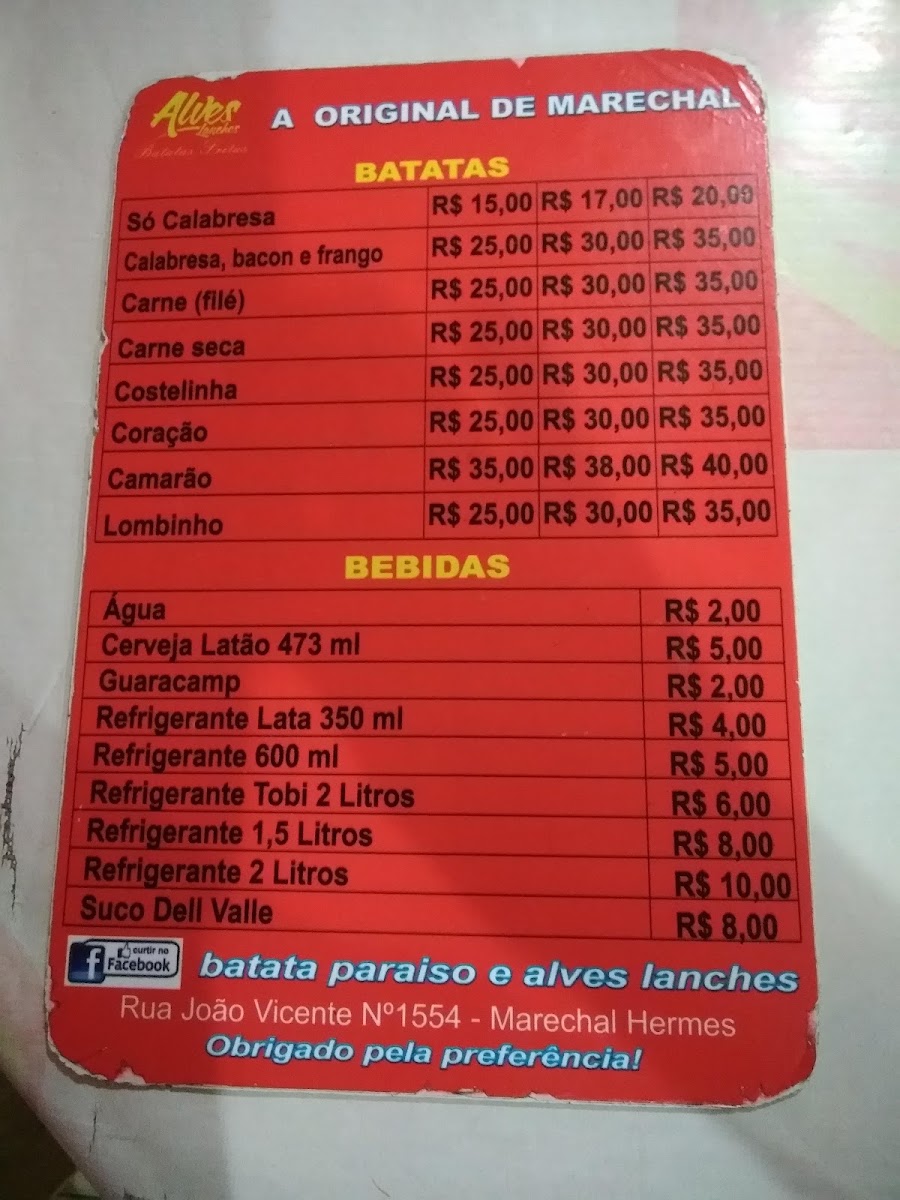 Alves
Lanches
A ORIGINAL DE MARECHAL
Batatas Fritas
BATATAS
Só Calabresa R$ 15,00 R$ 17,00 R$ 20,00
Calabresa, bacon e frango R$ 25,00 R$ 30,00 R$ 35,00
Carne (filé) R$ 25,00 R$ 30,00 R$ 35,00
Carne seca R$ 25,00 R$ 30,00 R$ 35,00
Costelinha R$ 25,00 R$ 30,00 R$ 35,00
Coração R$ 25,00 R$ 30,00 R$ 35,00
Camarão R$ 35,00 R$ 38,00 R$ 40,00
Lombinho R$ 25,00 R$ 30,00 R$ 35,00
BEBIDAS
Água R$ 2,00
Cerveja Latão 473 ml R$ 5,00
Guaracamp R$ 2,00
Refrigerante Lata 350 ml R$ 4,00
Refrigerante 600 ml R$ 5,00
Refrigerante Tobi 2 Litros R$ 6,00
Refrigerante 1,5 Litros R$ 8,00
Refrigerante 2 Litros R$ 10,00
Suco Dell Valle R$ 8,00
f curtir no
Facebook
batata paraiso e alves lanches
Rua João Vicente Nº1554 - Marechal Hermes
Obrigado pela preferência!